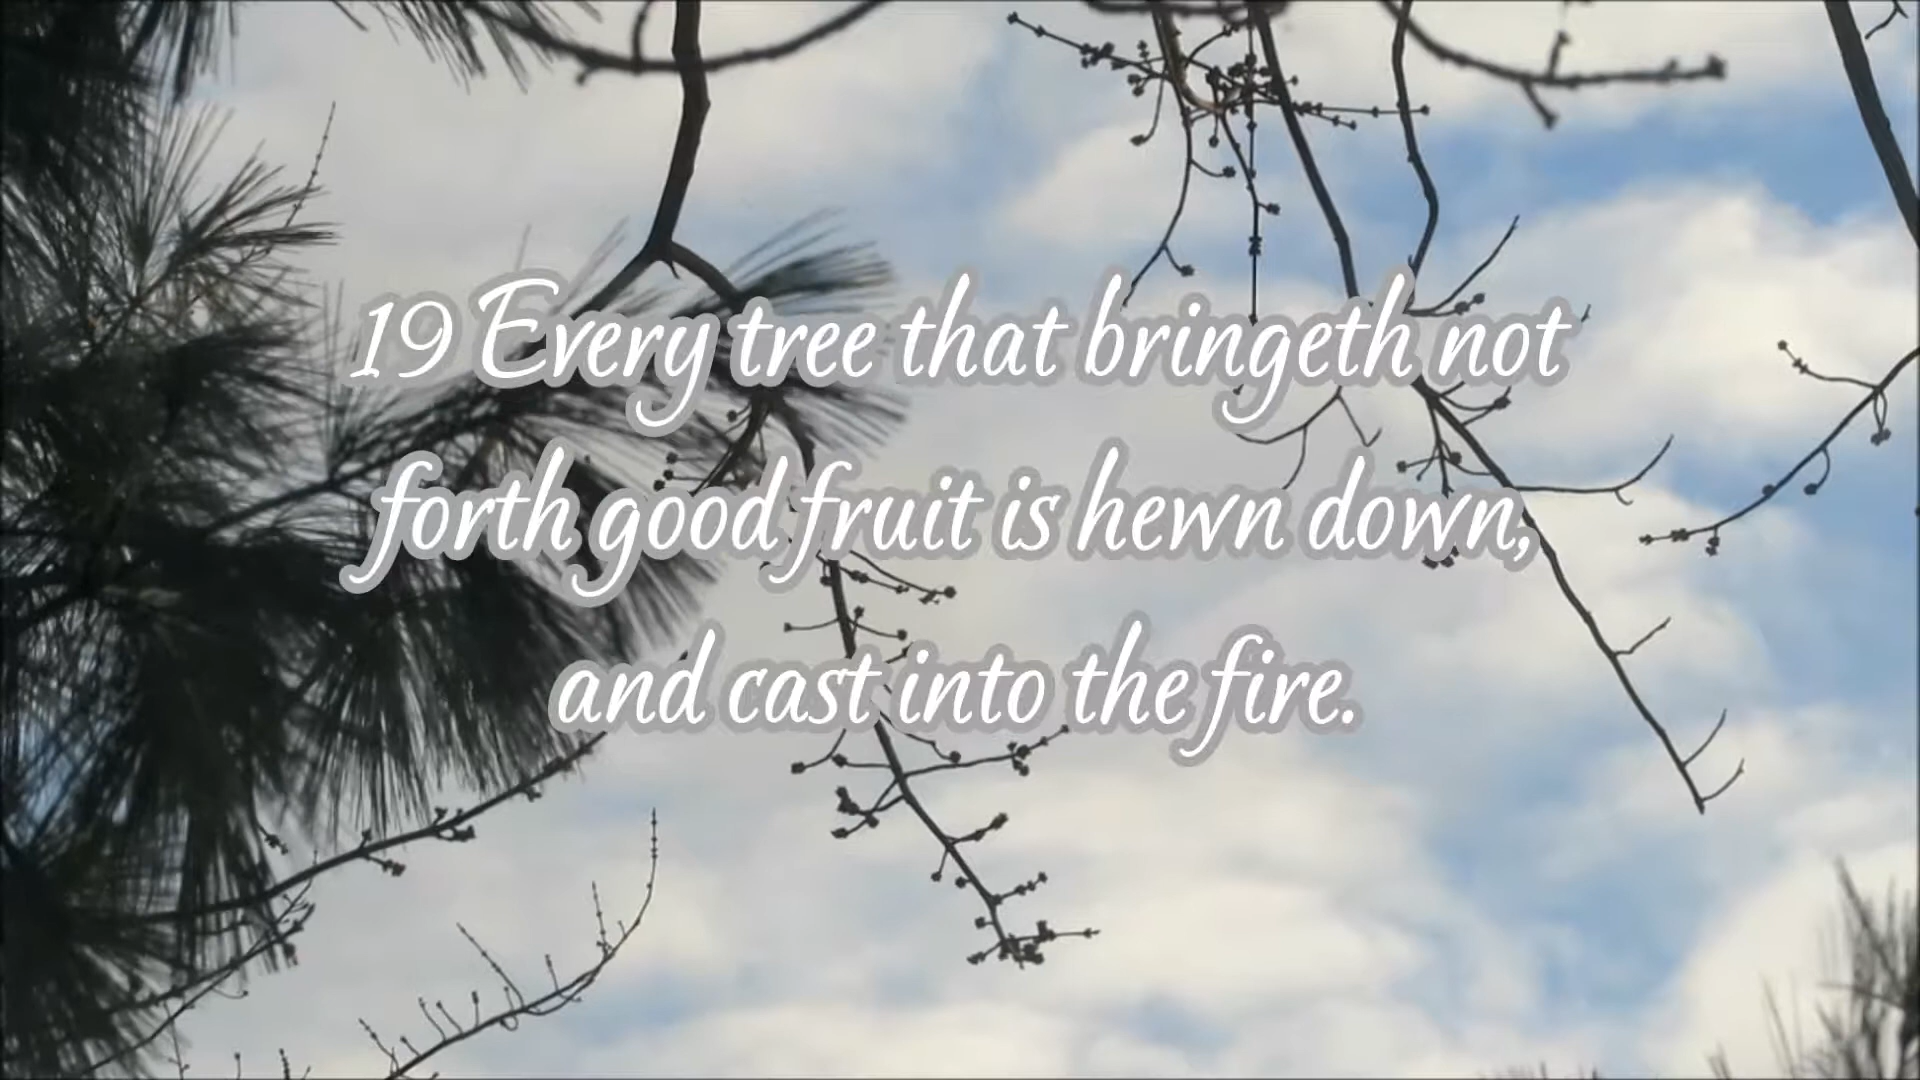 19 Every tree that bringeth not
forth good fruit is hewn down,
and cast into the fire.